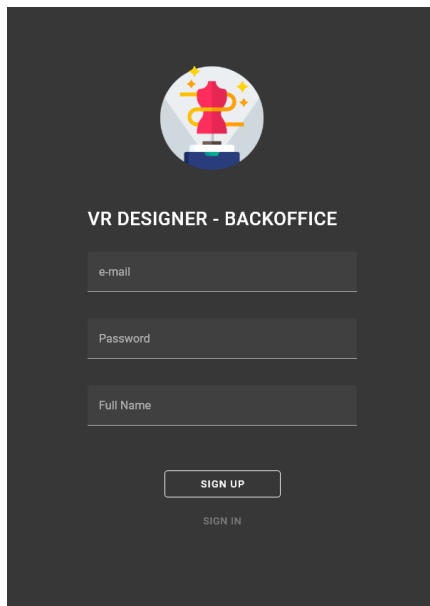 VR DESIGNER - BACKOFFICE
e-mail
Password
Full Name
SIGN UP
SIGN IN